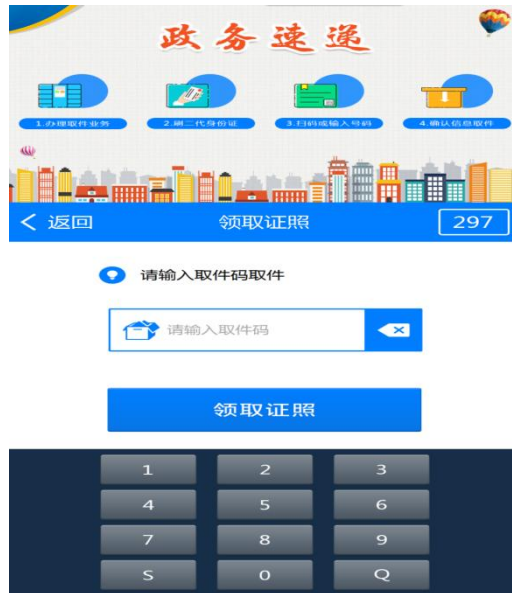 政务速递
1.办理取件业务 2.刷二代身份证 3.扫码或输入号码 4.确认信息取件
返回 领取证照 297
请输入取件码取件
请输入取件码
领取证照
1 2 3
4 5 6
7 8 9
S 0 Q